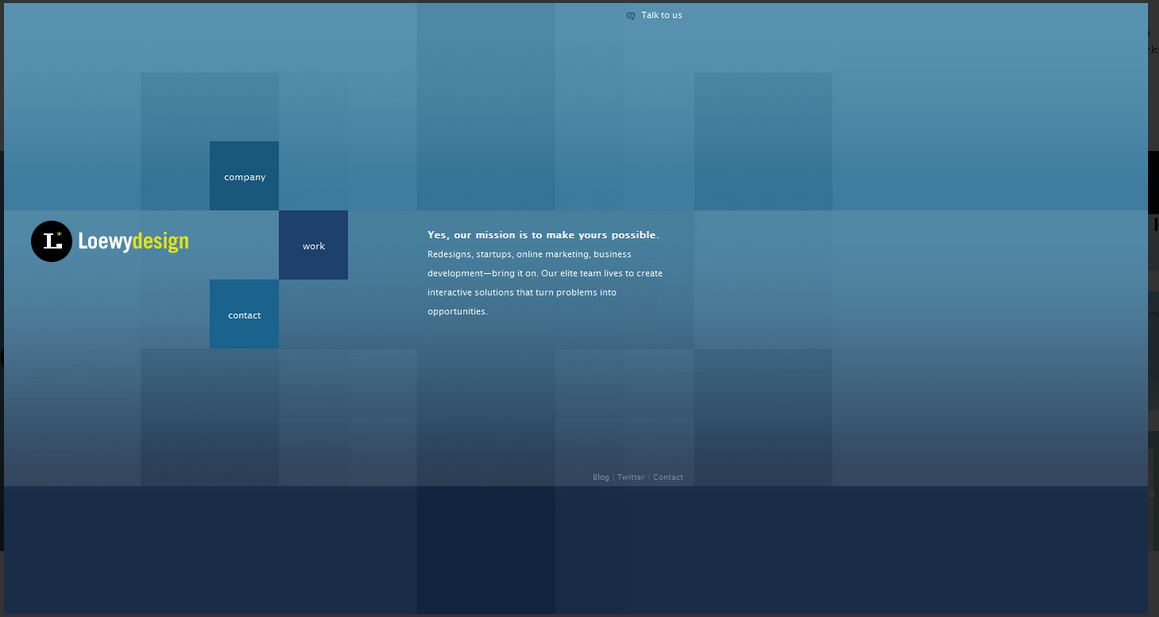 Talk to us
company
L*
Loewydesign
work
Yes, our mission is to make yours possible.
Redesigns, startups, online marketing, business
development—bring it on. Our elite team lives to create
interactive solutions that turn problems into
opportunities.
contact
Blog | Twitter | Contact